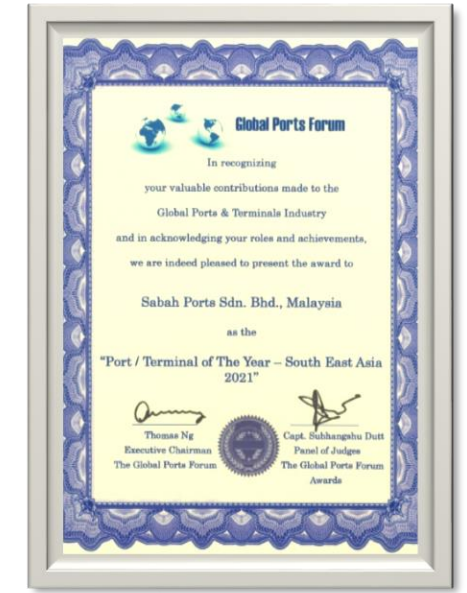 Global Ports Forum
In recognizing
your valuable contributions made to the
Global Ports & Terminals Industry
and in acknowledging your roles and achievements,
we are indeed pleased to present the award to
Sabah Ports Sdn. Bhd., Malaysia
as the
"Port / Terminal of The Year – South East Asia
2021"
Thomas Ng
Executive Chairman
The Global Ports Forum
Capt. Subhangshu Dutt
Panel of Judges
The Global Ports Forum
Awards